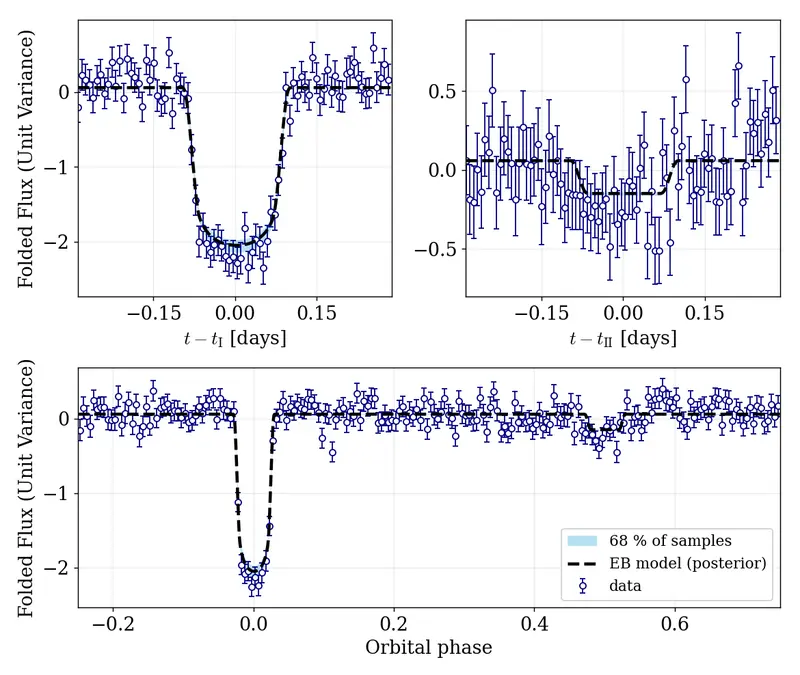 Folded Flux (Unit Variance)
0
−1
−2
−0.15
0.00
0.15
t − tI [days]
0.5
0.0
−0.5
−0.15
0.00
0.15
t − tII [days]
Folded Flux (Unit Variance)
0
−1
−2
−0.2
0.0
0.2
0.4
0.6
Orbital phase
68 % of samples
EB model (posterior)
data